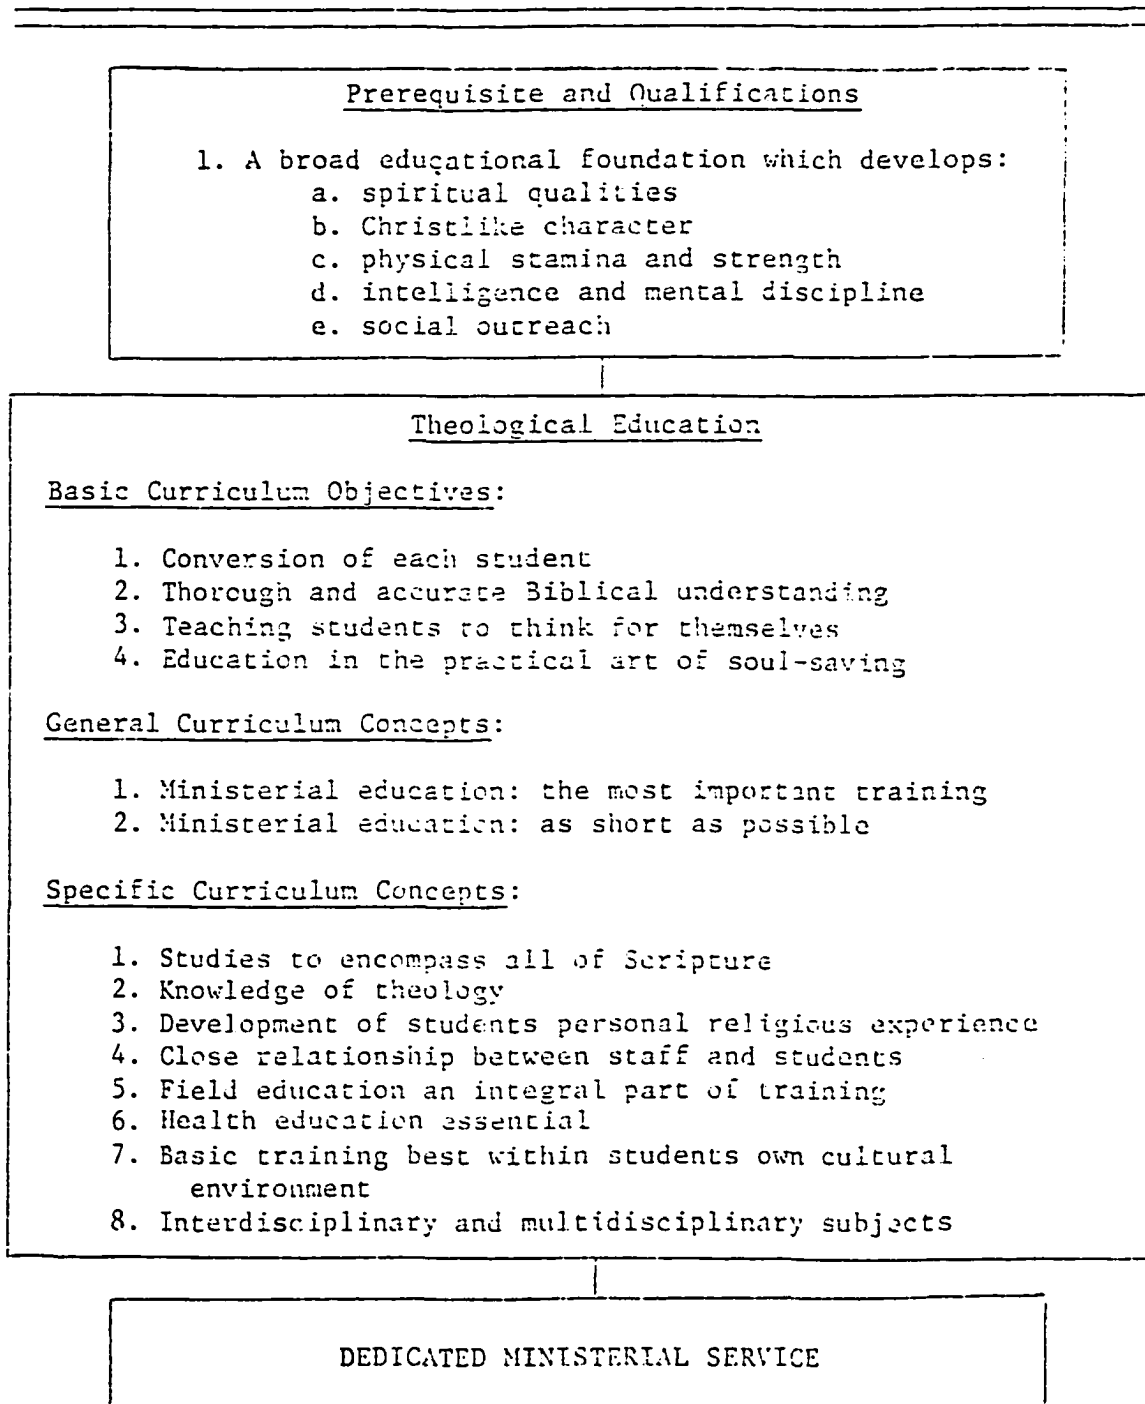 Prerequisite and Qualifications
1. A broad educational foundation which develops:
a. spiritual qualities
b. Christlike character
c. physical stamina and strength
d. intelligence and mental discipline
e. social outreach
Theological Education
Basic Curriculum Objectives:
1. Conversion of each student
2. Thorough and accurate Biblical understanding
3. Teaching students to think for themselves
4. Education in the practical art of soul-saving
General Curriculum Concepts:
1. Ministerial education: the most important training
2. Ministerial education: as short as possible
Specific Curriculum Concepts:
1. Studies to encompass all of Scripture
2. Knowledge of theology
3. Development of students personal religious experience
4. Close relationship between staff and students
5. Field education an integral part of training
6. Health education essential
7. Basic training best within students own cultural
environment
8. Interdisciplinary and multidisciplinary subjects
DEDICATED MINISTERIAL SERVICE